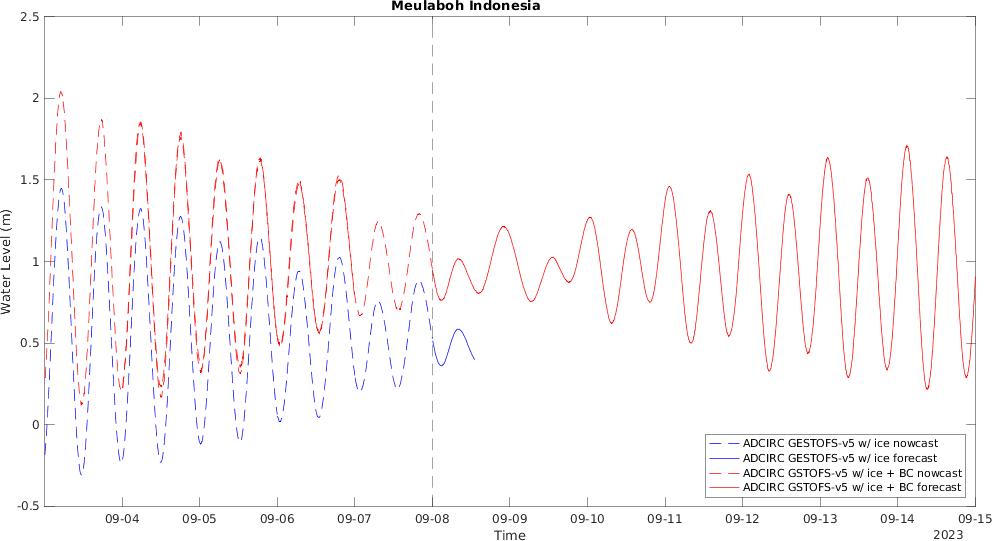 Meulaboh Indonesia
2.5
2
1.5
1
0.5
0
-0.5
Water Level (m)
09-04 09-05 09-06 09-07 09-08 09-09 09-10 09-11 09-12 09-13 09-14 09-15
Time
2023
ADCIRC GESTOFS-v5 w/ ice nowcast
ADCIRC GESTOFS-v5 w/ ice forecast
ADCIRC GSTOFS-v5 w/ ice + BC nowcast
ADCIRC GSTOFS-v5 w/ ice + BC forecast